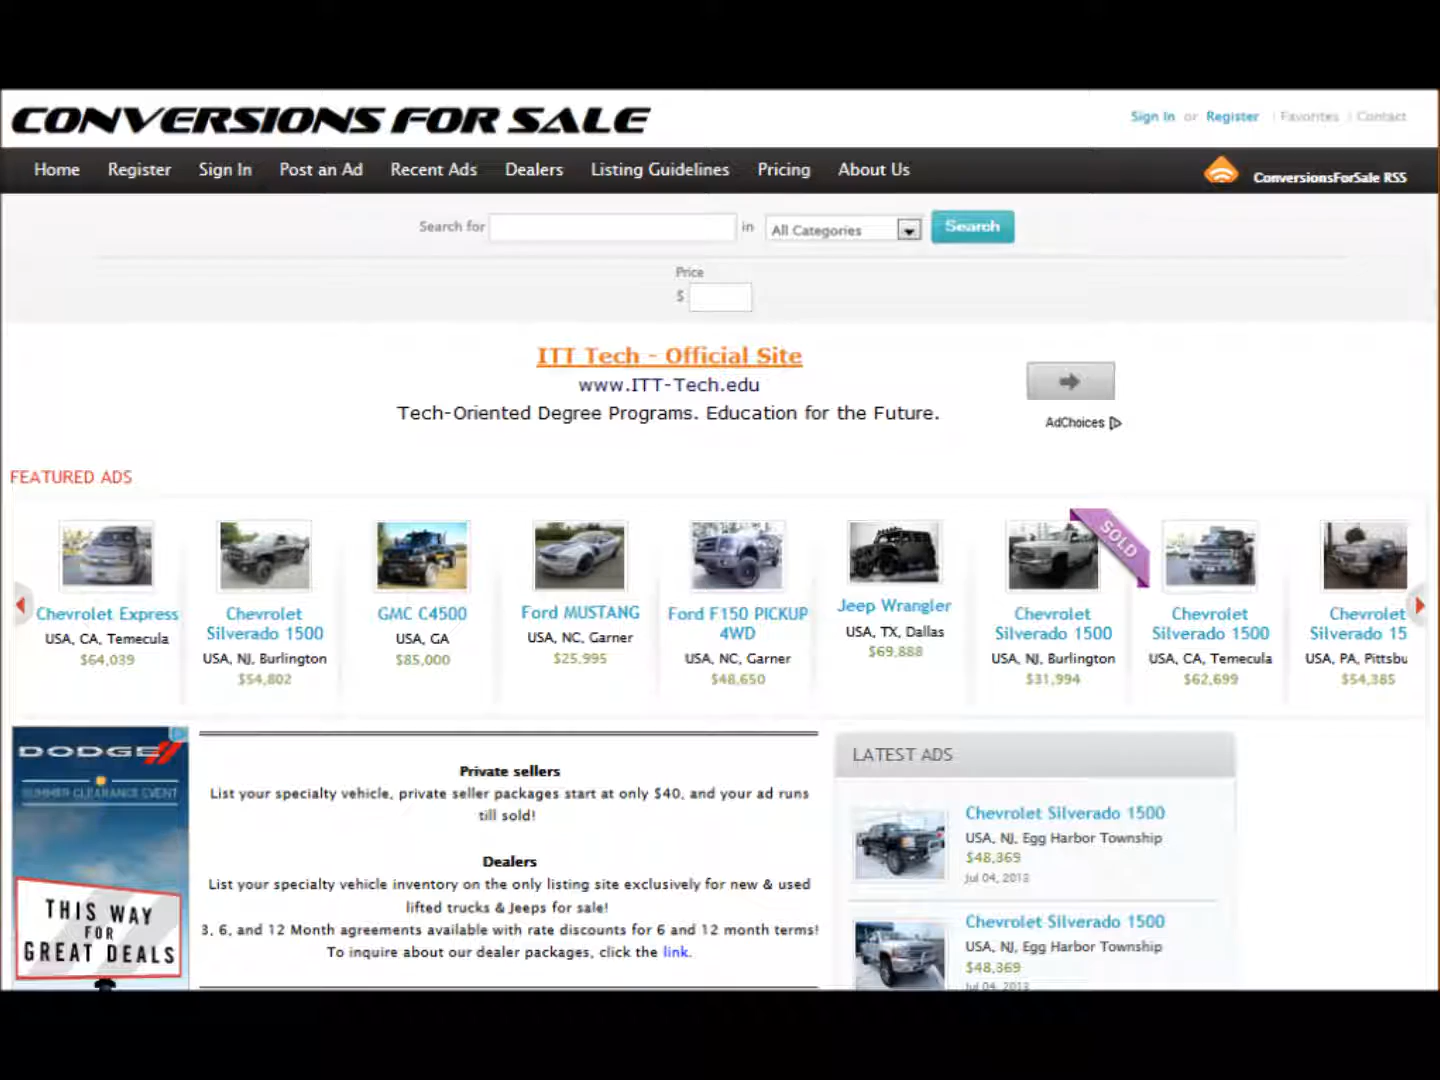 CONVERSIONS FOR SALE
Sign In or Register | Favorites | Contact
Home Register Sign In Post an Ad Recent Ads Dealers Listing Guidelines Pricing About Us ConversionsForSale RSS
Search for in All Categories Search
Price
$
ITT Tech - Official Site
www.ITT-Tech.edu
Tech-Oriented Degree Programs. Education for the Future.
AdChoices
FEATURED ADS
Chevrolet Express
USA, CA, Temecula
$64,039
Chevrolet
Silverado 1500
USA, NJ, Burlington
$54,802
GMC C4500
USA, GA
$85,000
Ford MUSTANG
USA, NC, Garner
$25,995
Ford F150 PICKUP
4WD
USA, NC, Garner
$48,650
Jeep Wrangler
USA, TX, Dallas
$69,888
SOLD
Chevrolet
Silverado 1500
USA, NJ, Burlington
$31,994
Chevrolet
Silverado 1500
USA, CA, Temecula
$62,699
Chevrolet
Silverado 15
USA, PA, Pittsbu
$54,385
DODGE
SUMMER CLEARANCE EVENT
THIS WAY
FOR
GREAT DEALS
Private sellers
List your specialty vehicle, private seller packages start at only $40, and your ad runs
till sold!
Dealers
List your specialty vehicle inventory on the only listing site exclusively for new & used
lifted trucks & Jeeps for sale!
3, 6, and 12 Month agreements available with rate discounts for 6 and 12 month terms!
To inquire about our dealer packages, click the link.
LATEST ADS
Chevrolet Silverado 1500
USA, NJ, Egg Harbor Township
$48,369
Jul 04, 2013
Chevrolet Silverado 1500
USA, NJ, Egg Harbor Township
$48,369
Jul 04, 2013